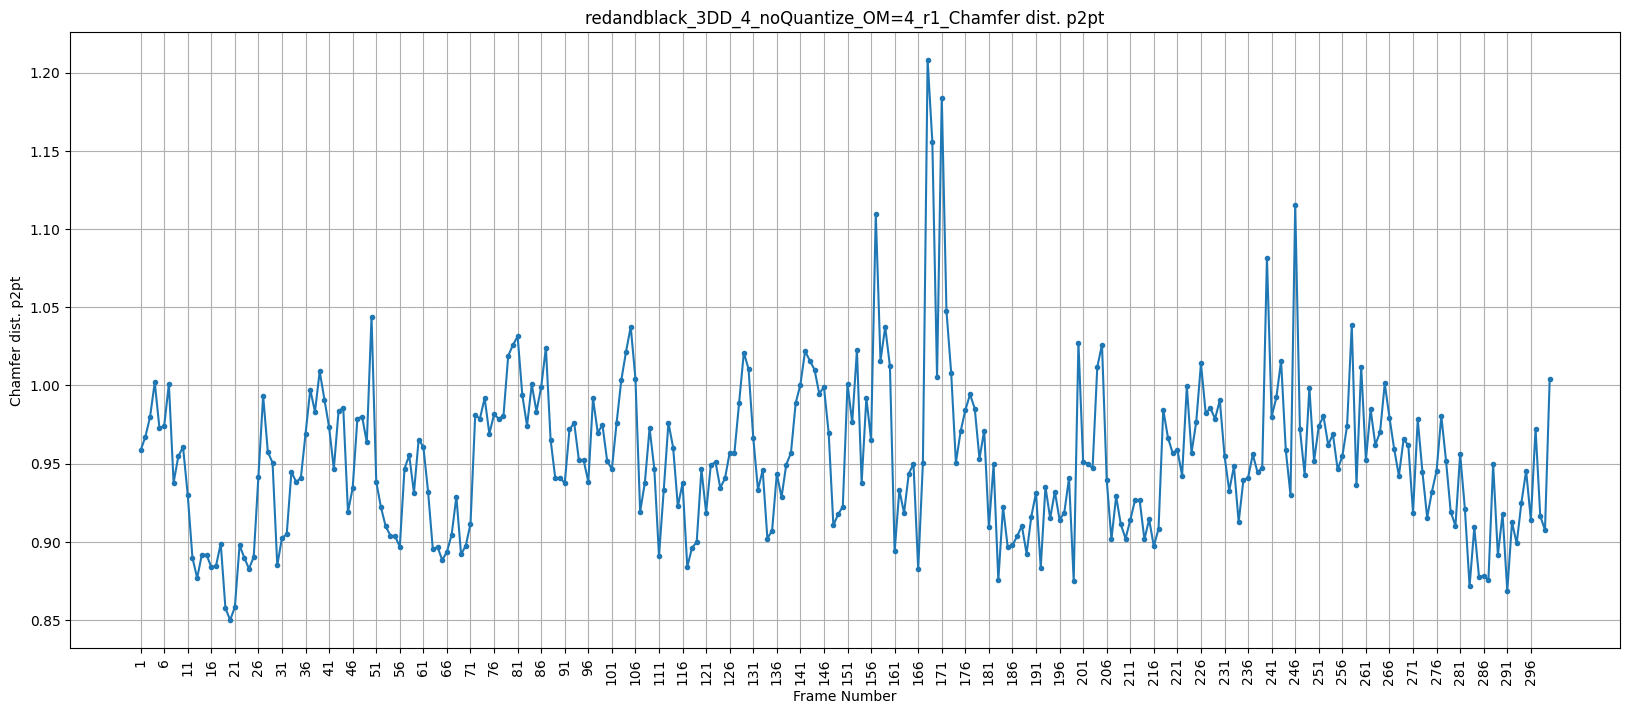 redandblack_3DD_4_noQuantize_OM=4_r1_Chamfer dist. p2pt
1.20
1.15
1.10
1.05
1.00
0.95
0.90
0.85
Chamfer dist. p2pt
1 6 11 16 21 26 31 36 41 46 51 56 61 66 71 76 81 86 91 96 101 106 111 116 121 126 131 136 141 146 151 156 161 166 171 176 181 186 191 196 201 206 211 216 221 226 231 236 241 246 251 256 261 266 271 276 281 286 291 296
Frame Number